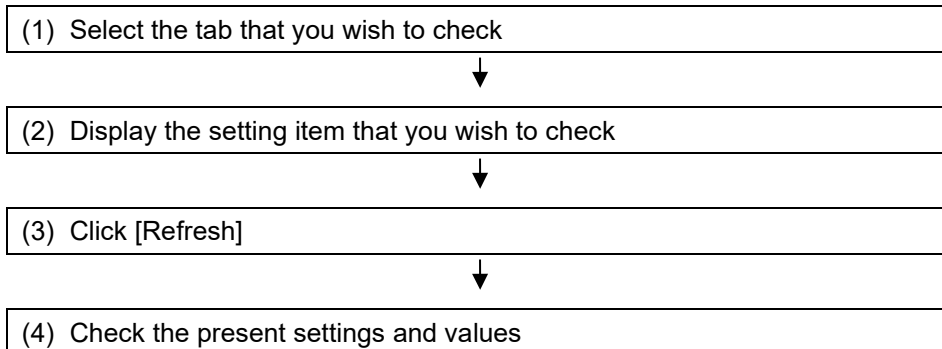 (1) Select the tab that you wish to check
(2) Display the setting item that you wish to check
(3) Click [Refresh]
(4) Check the present settings and values